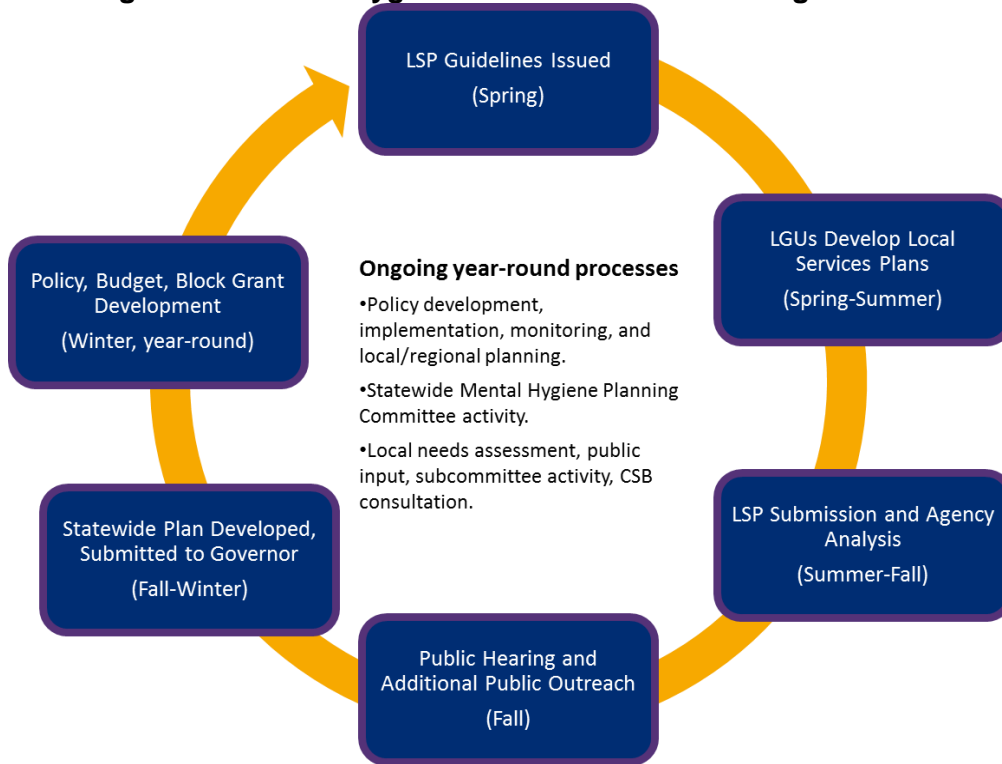 LSP Guidelines Issued
(Spring)
LGUs Develop Local
Services Plans
(Spring-Summer)
LSP Submission and Agency
Analysis
(Summer-Fall)
Public Hearing and
Additional Public Outreach
(Fall)
Statewide Plan Developed,
Submitted to Governor
(Fall-Winter)
Policy, Budget, Block Grant
Development
(Winter, year-round)
Ongoing year-round processes
•Policy development,
implementation, monitoring, and
local/regional planning.
•Statewide Mental Hygiene Planning
Committee activity.
•Local needs assessment, public
input, subcommittee activity, CSB
consultation.